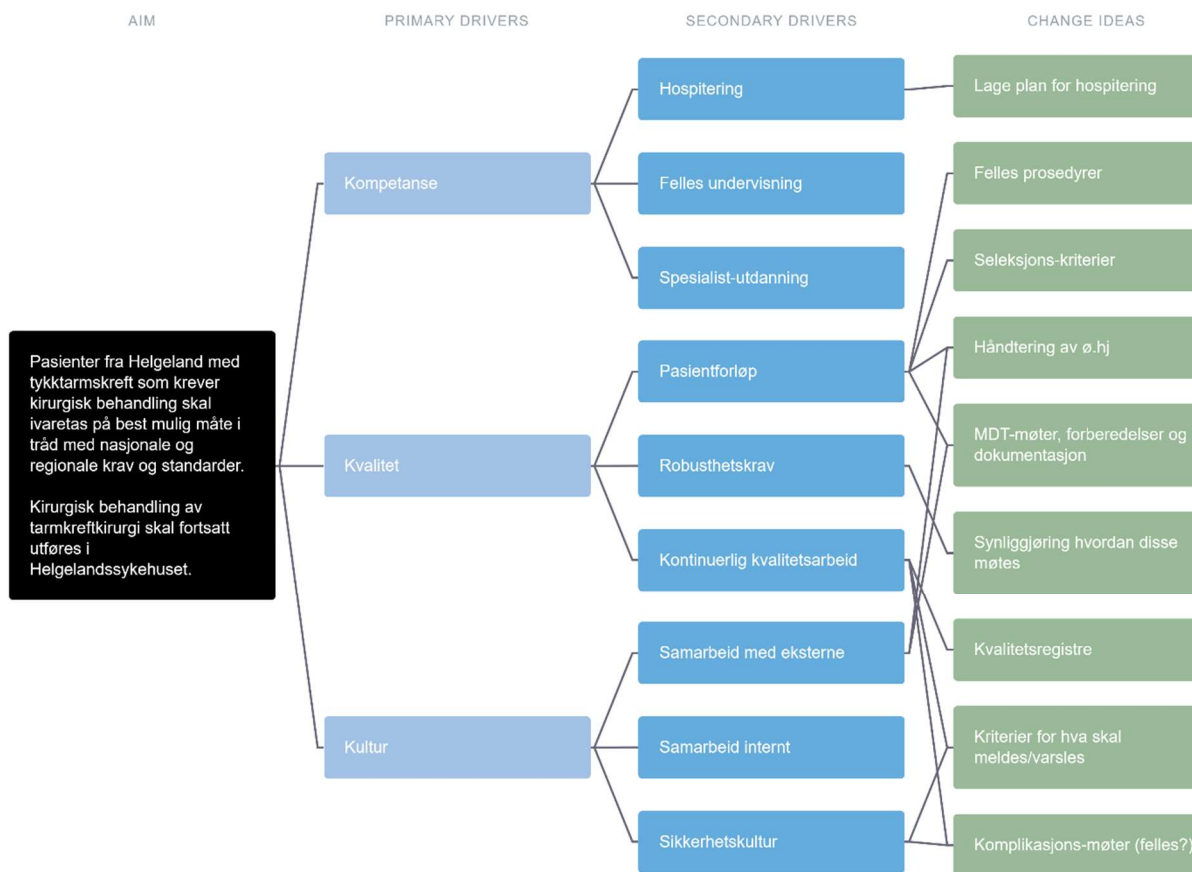 AIM
PRIMARY DRIVERS
SECONDARY DRIVERS
CHANGE IDEAS
Pasienter fra Helgeland med
tykktarmskreft som krever
kirurgisk behandling skal
ivaretas på best mulig måte i
tråd med nasjonale og
regionale krav og standarder.
Kirurgisk behandling av
tarmkreftkirurgi skal fortsatt
utføres i
Helgelandssykehuset.
Kompetanse
Kvalitet
Kultur
Hospitering
Felles undervisning
Spesialist-utdanning
Pasientforløp
Robusthetskrav
Kontinuerlig kvalitetsarbeid
Samarbeid med eksterne
Samarbeid internt
Sikkerhetskultur
Lage plan for hospitering
Felles prosedyrer
Seleksjons-kriterier
Håndtering av ø.hj
MDT-møter, forberedelser og
dokumentasjon
Synliggjøring hvordan disse
møtes
Kvalitetsregistre
Kriterier for hva skal
meldes/varsles
Komplikasjons-møter (felles?)